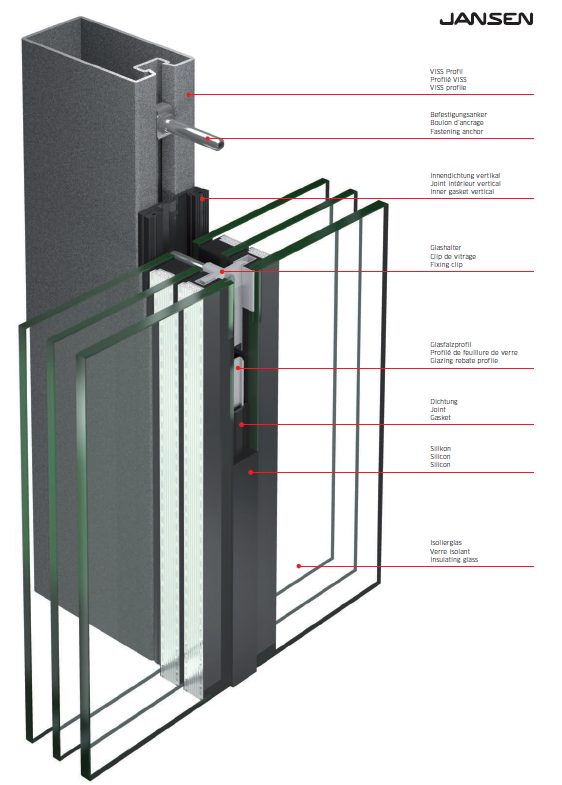 JANSEN
VISS Profil
Profilé VISS
VISS profile
Befestigungsanker
Boulon d'ancrage
Fastening anchor
Innendichtung vertikal
Joint intérieur vertical
Inner gasket vertical
Glashalter
Clip de vitrage
Fixing clip
Glasfalzprofil
Profilé de feuillure de verre
Glazing rebate profile
Dichtung
Joint
Gasket
Silikon
Silicon
Silicon
Isolierglas
Verre isolant
Insulating glass